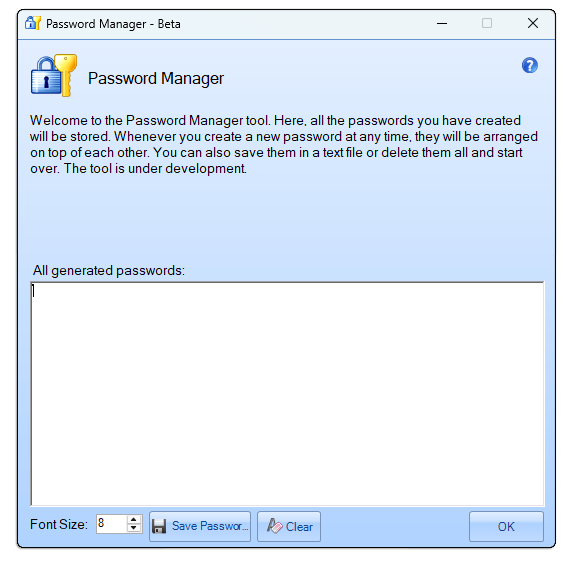 Password Manager - Beta
Password Manager
?
Welcome to the Password Manager tool. Here, all the passwords you have created
will be stored. Whenever you create a new password at any time, they will be arranged
on top of each other. You can also save them in a text file or delete them all and start
over. The tool is under development.
All generated passwords:
Font Size: 8 Save Passwor... Clear OK